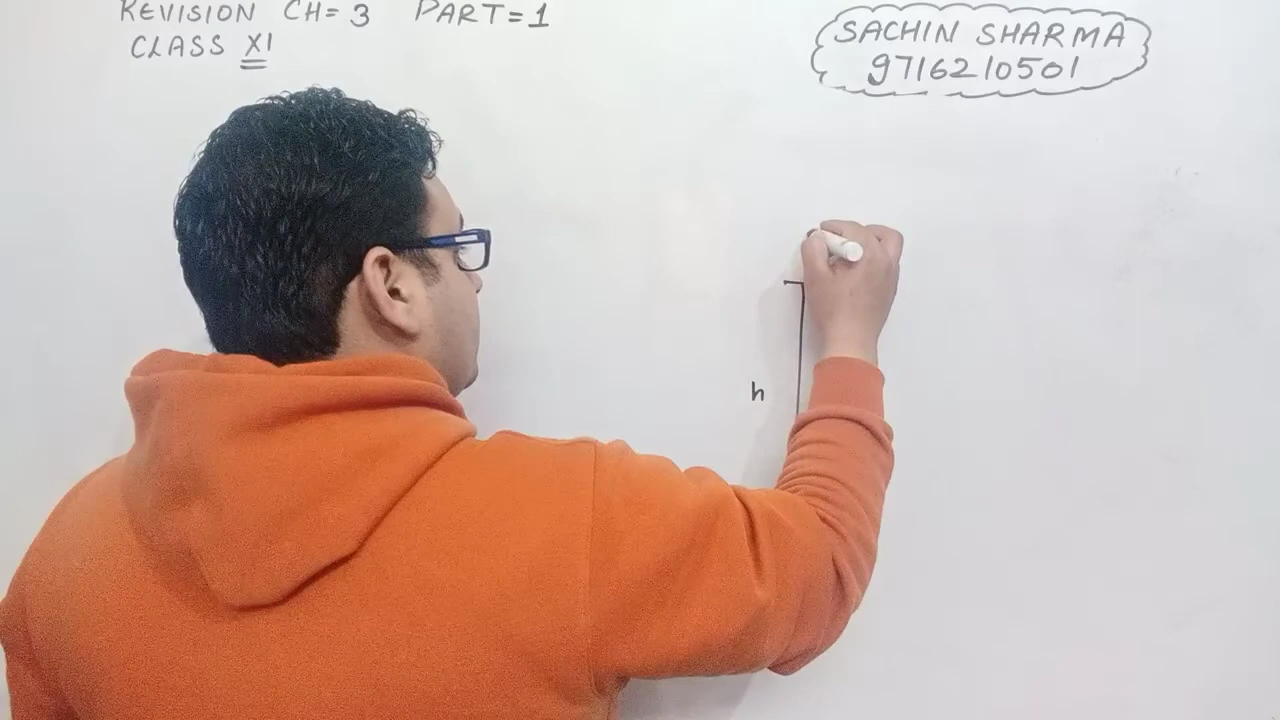 REVISION CH=3 PART=1
CLASS XI
SACHIN SHARMA
9716210501
h